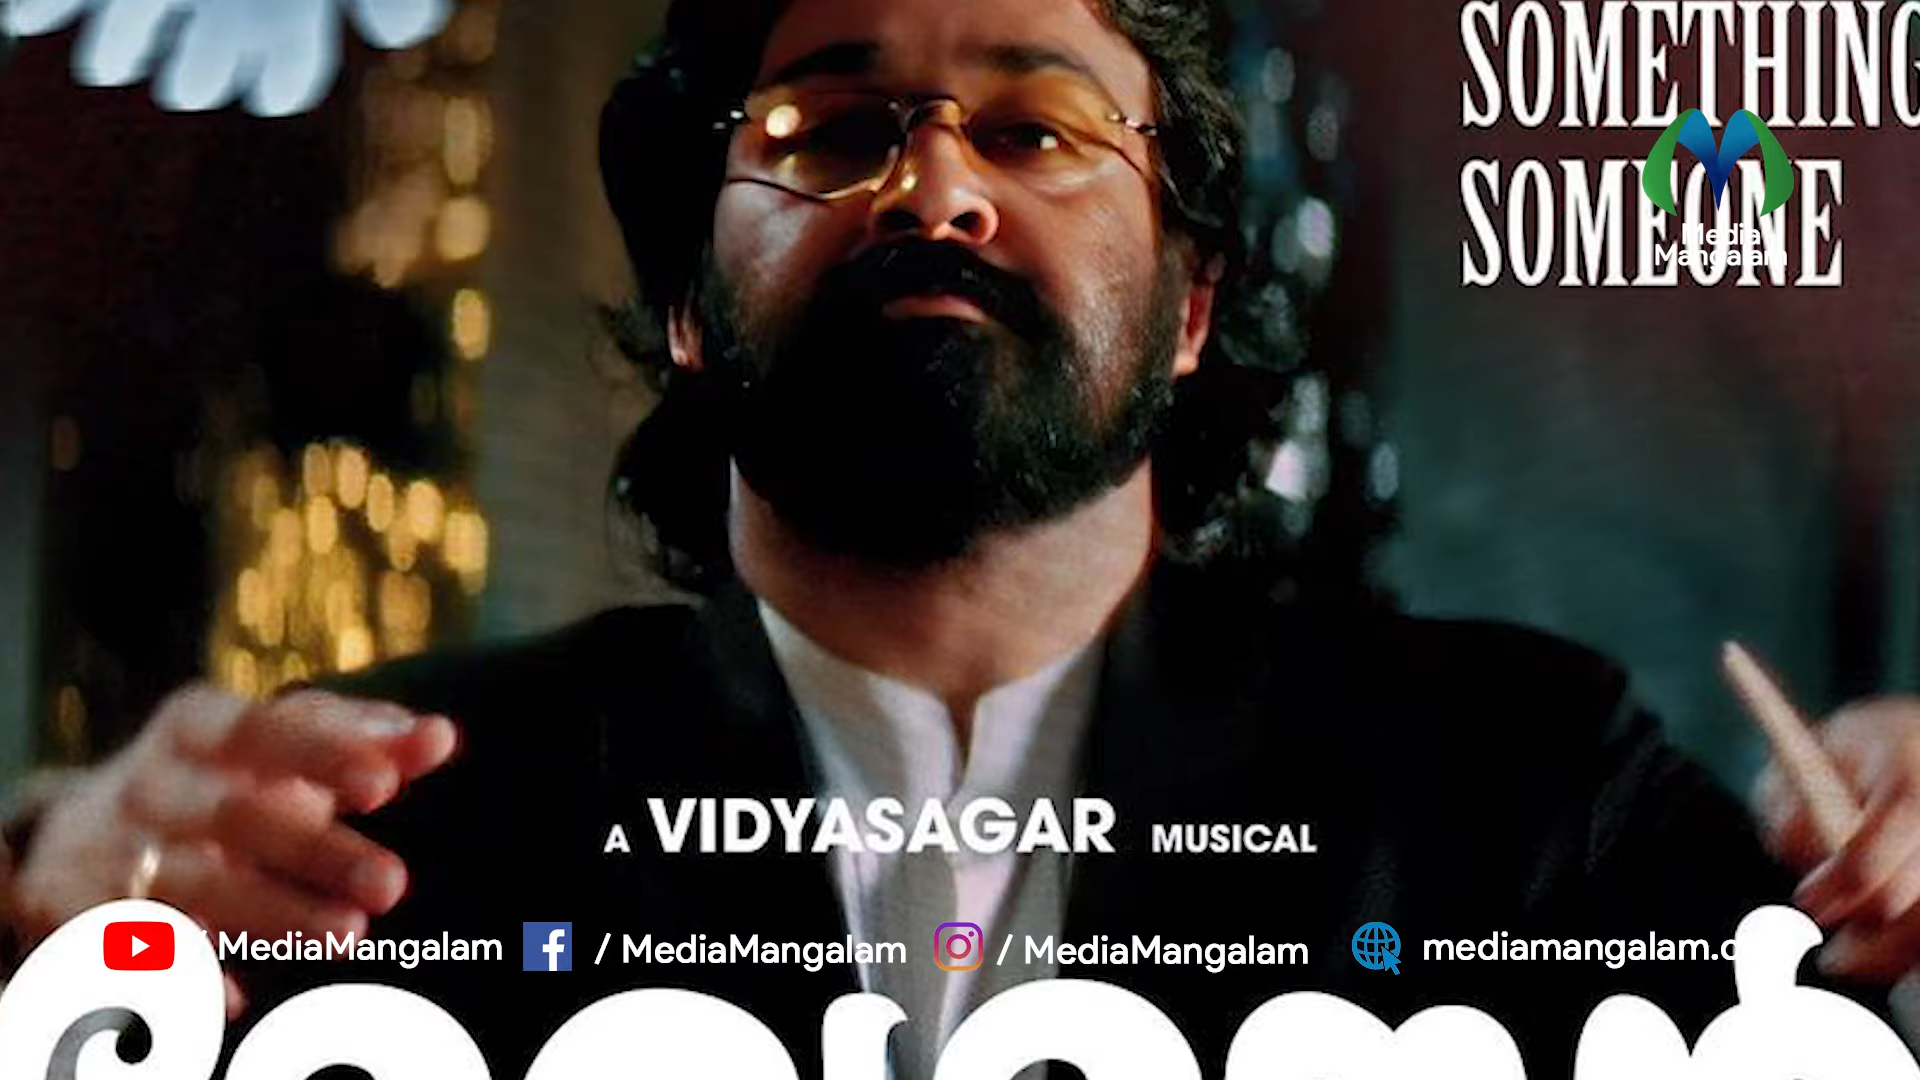 SOMETHING
SOMEONE
Media
Mangalam
A VIDYASAGAR MUSICAL
/ MediaMangalam / MediaMangalam / MediaMangalam mediamangalam.c